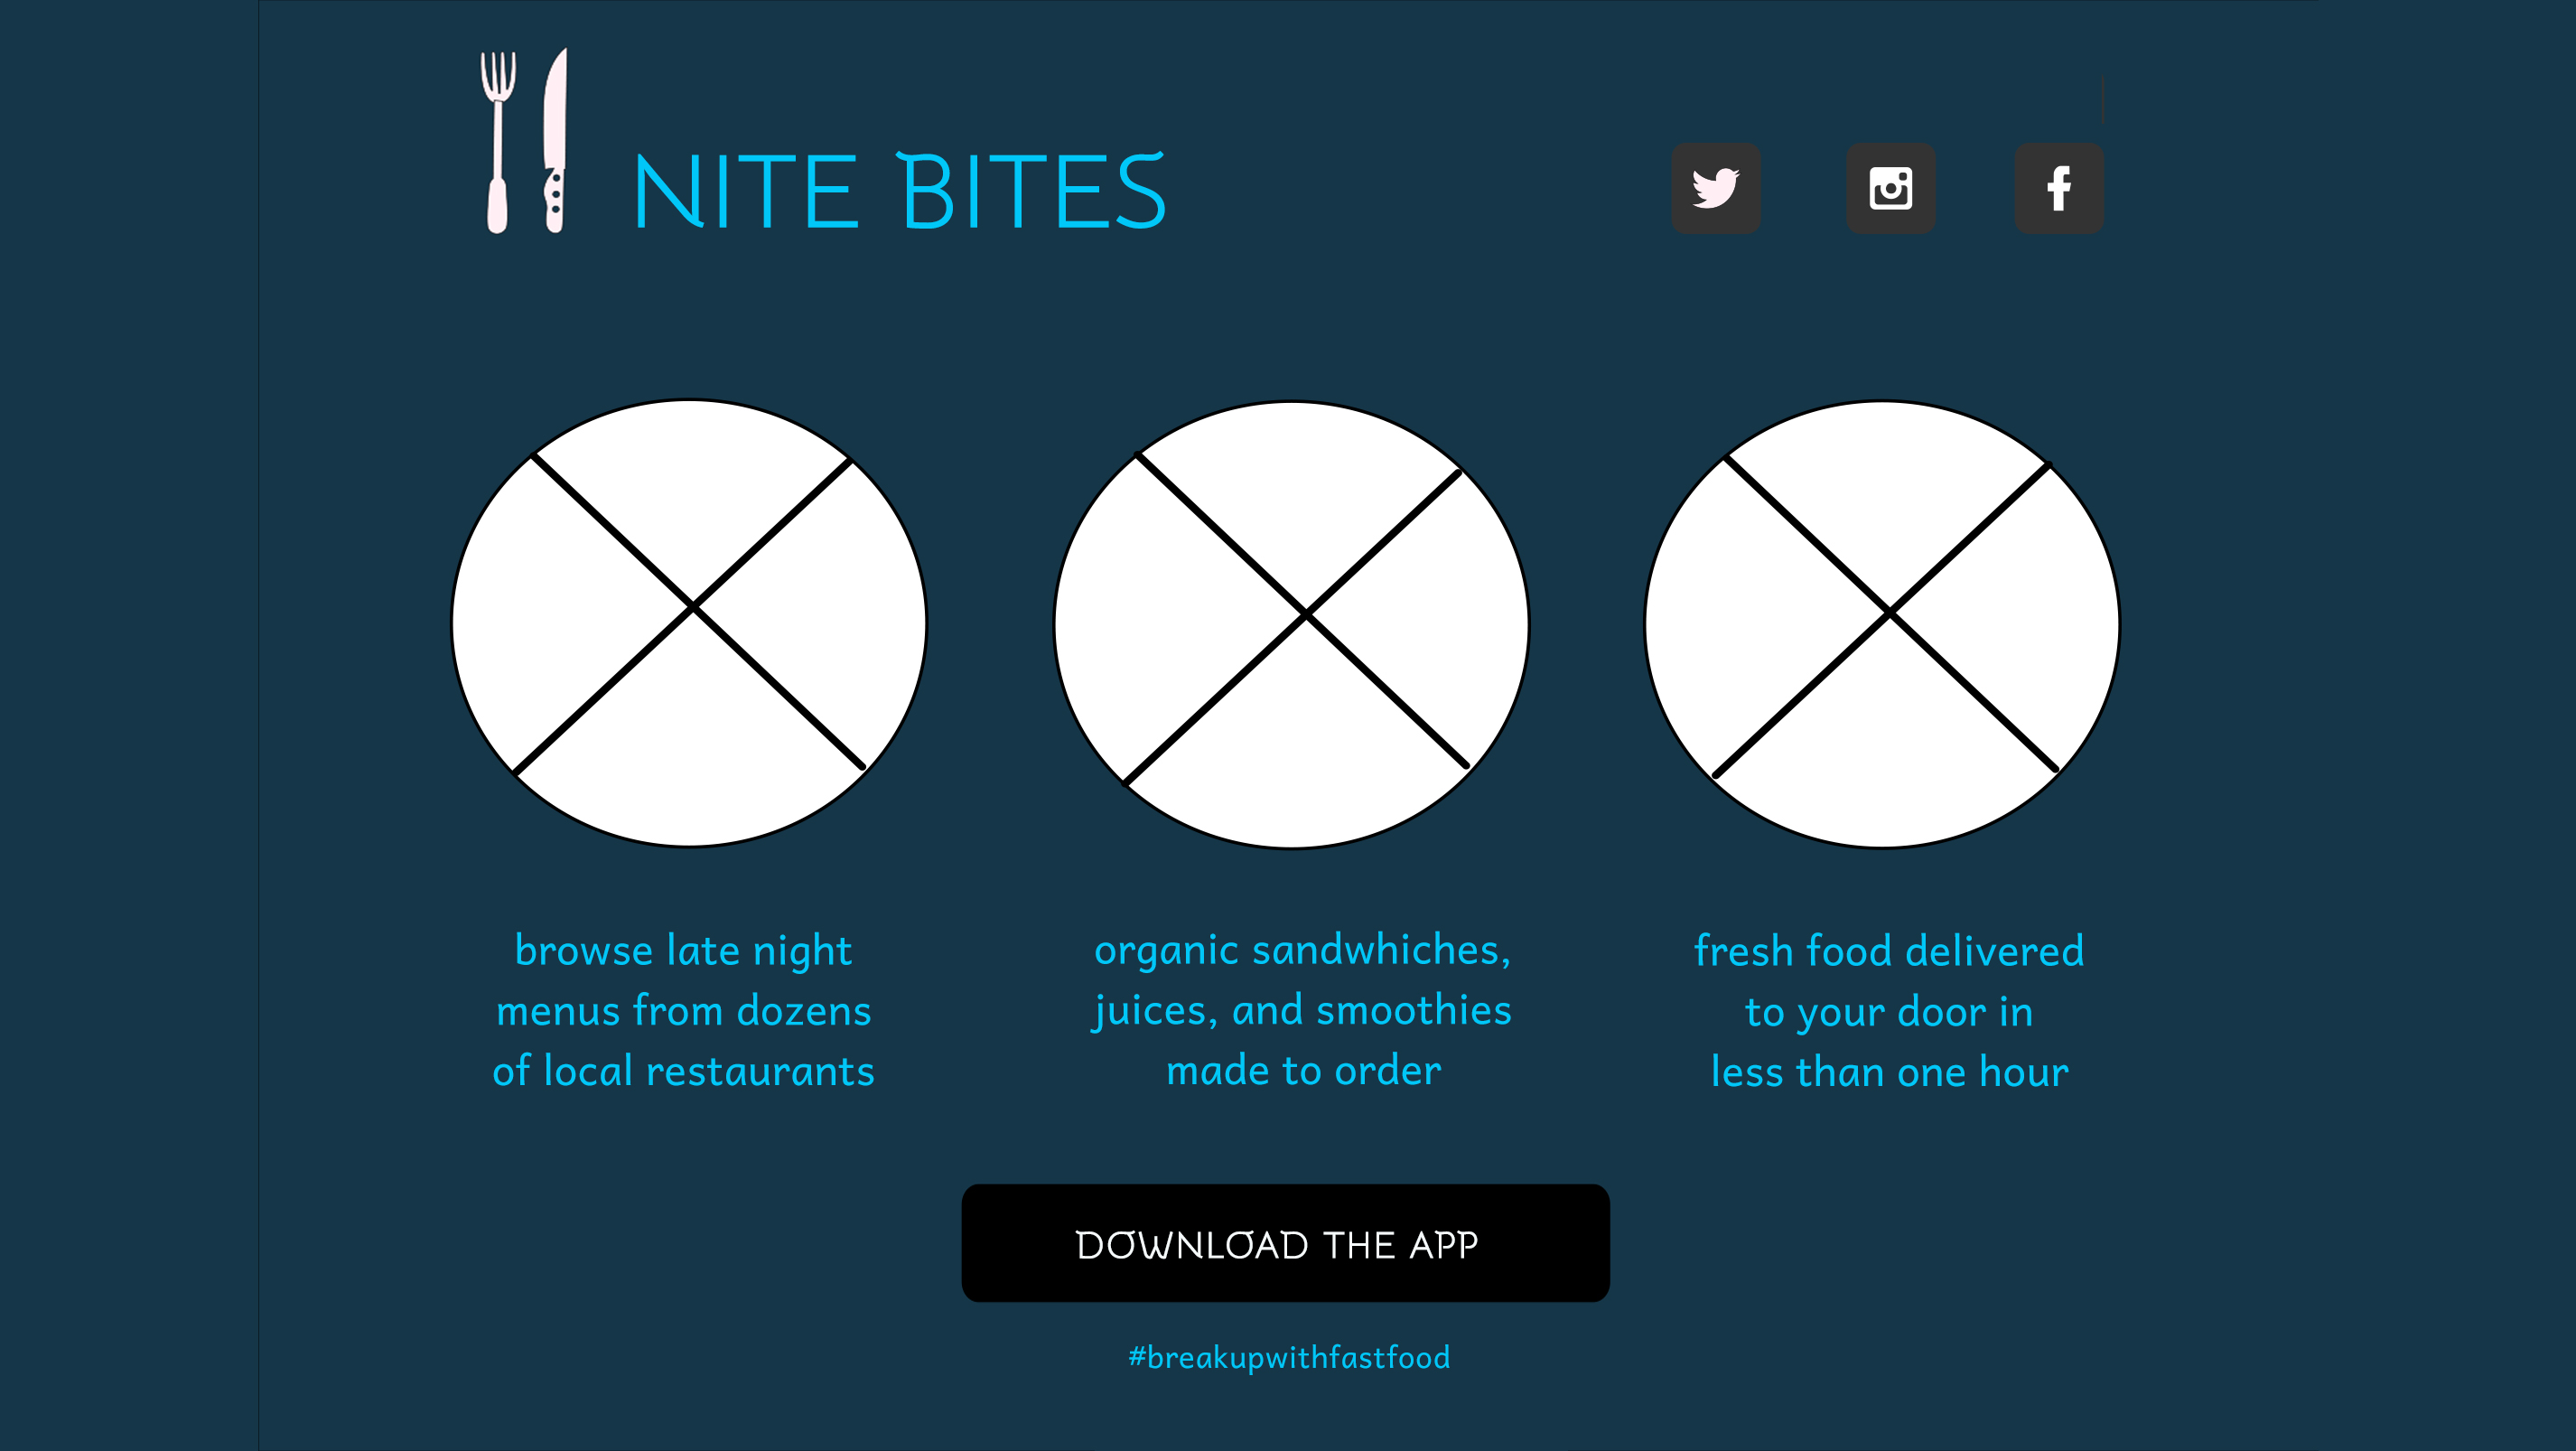 NITE BITES
browse late night
menus from dozens
of local restaurants
organic sandwhiches,
juices, and smoothies
made to order
fresh food delivered
to your door in
less than one hour
DOWNLOAD THE APP
#breakupwithfastfood